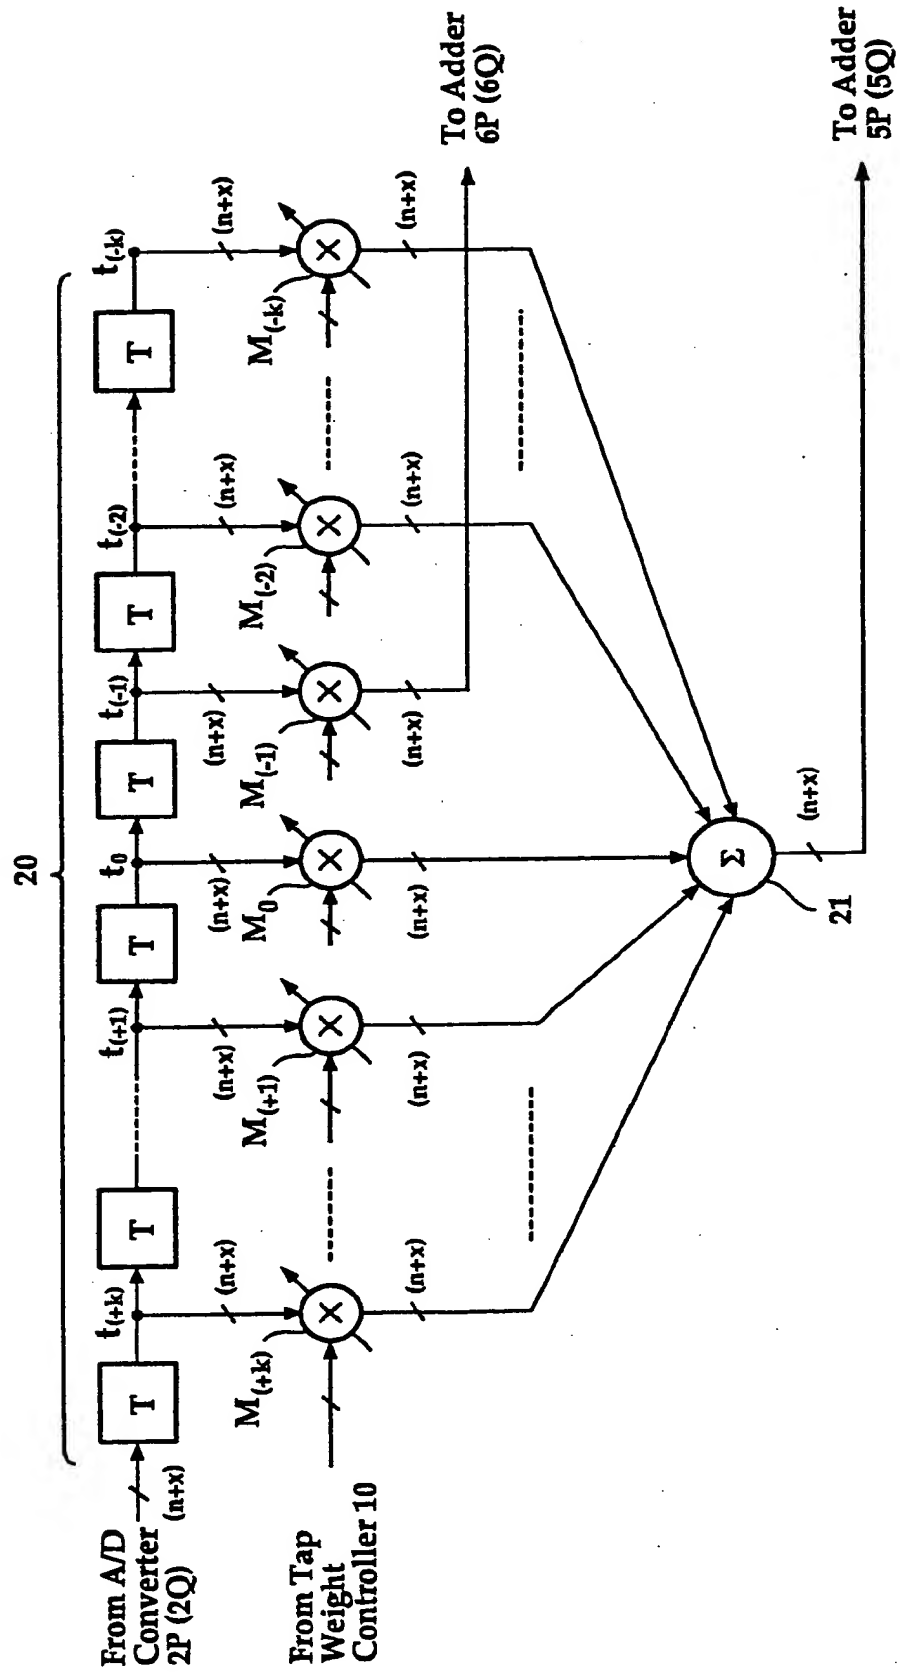 20
From A/D
Converter
2P (2Q)
(n+x)
T
t(+k)
T
t(+1)
T
t0
T
t(-1)
T
t(-2)
T
t(-k)
(n+x)
(n+x)
(n+x)
(n+x)
(n+x)
(n+x)
From Tap
Weight
Controller 10
M(+k)
×
M(+1)
×
M0
×
M(-1)
×
M(-2)
×
M(-k)
×
(n+x)
(n+x)
(n+x)
(n+x)
(n+x)
(n+x)
To Adder
6P (6Q)
Σ
21
(n+x)
To Adder
5P (5Q)